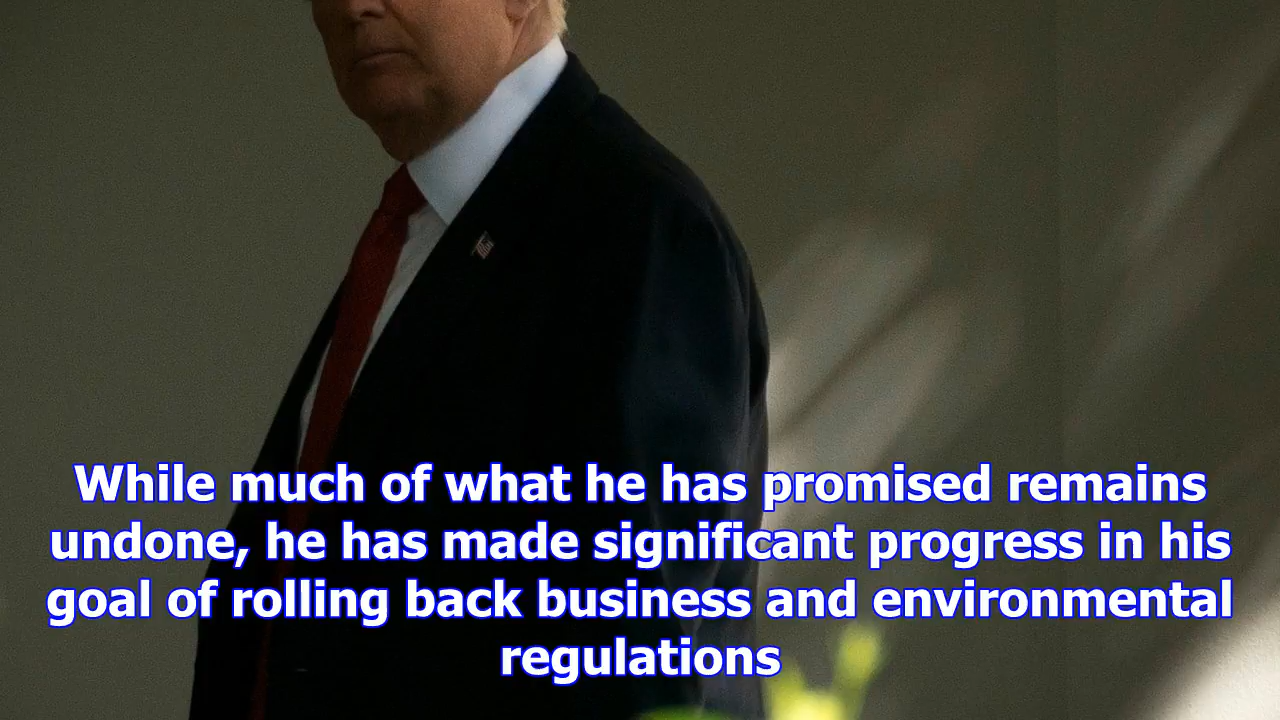 While much of what he has promised remains
undone, he has made significant progress in his
goal of rolling back business and environmental
regulations